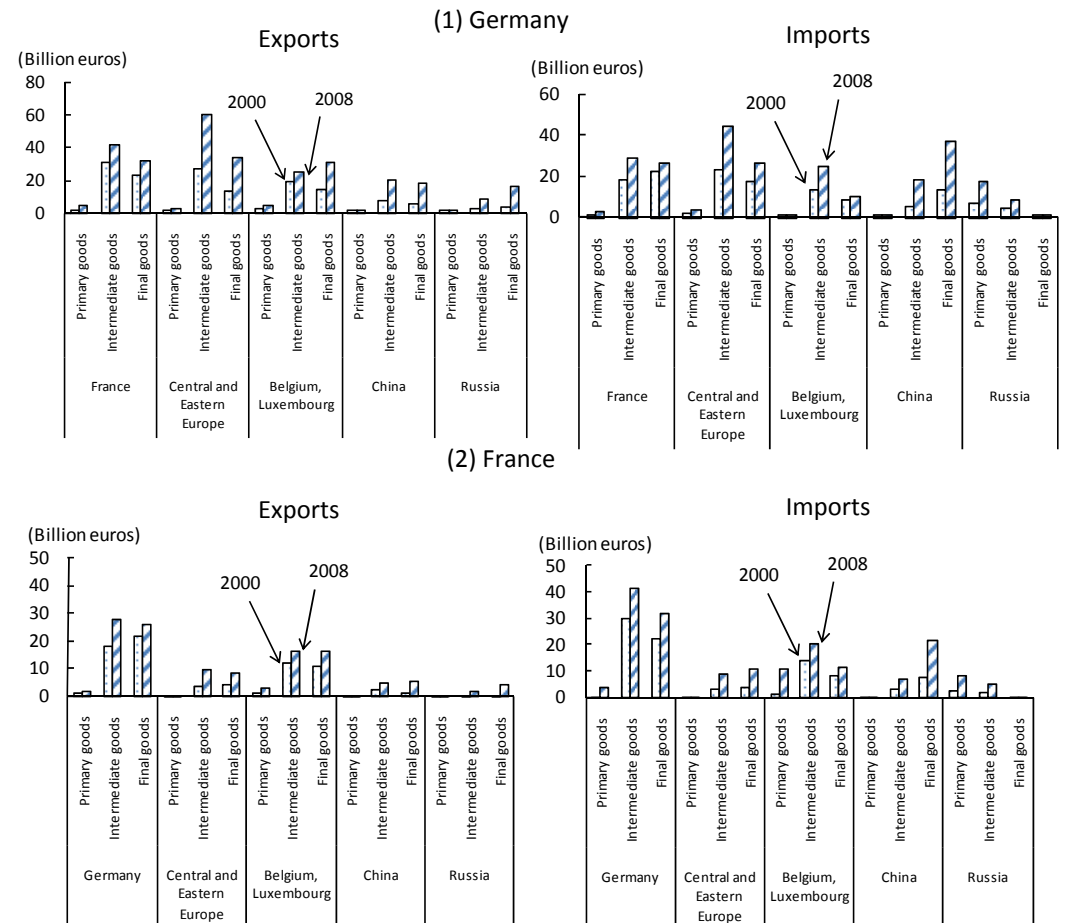 (1) Germany
Exports
(Billion euros)
80
60
40
20
0
2000
2008
Primary goods
Intermediate goods
Final goods
Primary goods
Intermediate goods
Final goods
Primary goods
Intermediate goods
Final goods
Primary goods
Intermediate goods
Final goods
Primary goods
Intermediate goods
Final goods
France
Central and
Eastern
Europe
Belgium,
Luxembourg
China
Russia
Imports
(Billion euros)
60
40
20
0
2000
2008
Primary goods
Intermediate goods
Final goods
Primary goods
Intermediate goods
Final goods
Primary goods
Intermediate goods
Final goods
Primary goods
Intermediate goods
Final goods
Primary goods
Intermediate goods
Final goods
France
Central and
Eastern
Europe
Belgium,
Luxembourg
China
Russia
(2) France
Exports
(Billion euros)
50
40
30
20
10
0
2000
2008
Primary goods
Intermediate goods
Final goods
Primary goods
Intermediate goods
Final goods
Primary goods
Intermediate goods
Final goods
Primary goods
Intermediate goods
Final goods
Primary goods
Intermediate goods
Final goods
Germany
Central and
Eastern
Europe
Belgium,
Luxembourg
China
Russia
Imports
(Billion euros)
50
40
30
20
10
0
2000
2008
Primary goods
Intermediate goods
Final goods
Primary goods
Intermediate goods
Final goods
Primary goods
Intermediate goods
Final goods
Primary goods
Intermediate goods
Final goods
Primary goods
Intermediate goods
Final goods
Germany
Central and
Eastern
Europe
Belgium,
Luxembourg
China
Russia